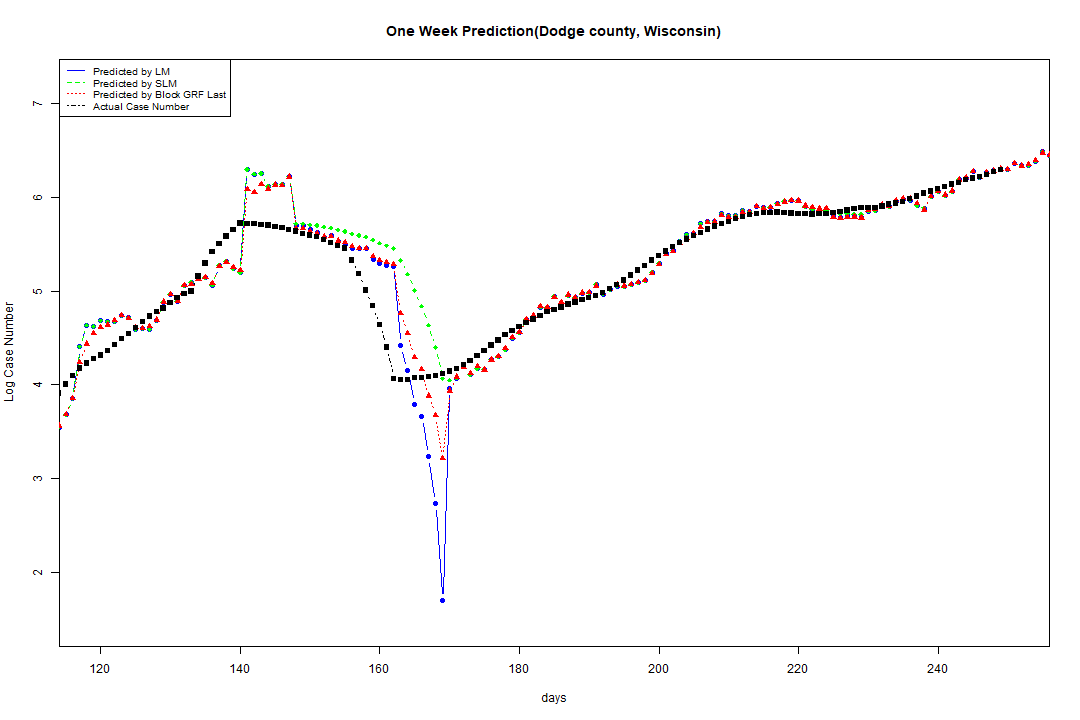 One Week Prediction(Dodge county, Wisconsin)
Predicted by LM
Predicted by SLM
Predicted by Block GRF Last
Actual Case Number
7
6
5
4
3
2
Log Case Number
120 140 160 180 200 220 240
days